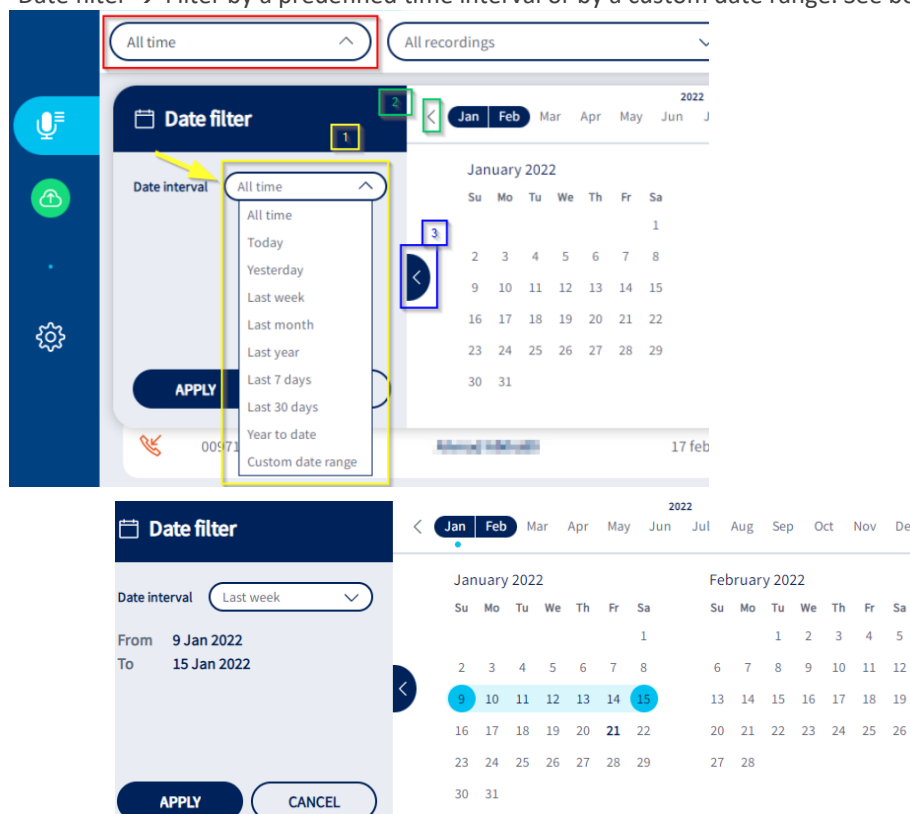 Date filter → Filter by a predefined time interval or by a custom date range. See
All time
All recordings
2
1
3
Date filter
2022
Jan Feb Mar Apr May Jun
Date interval All time
All time
Today
Yesterday
Last week
Last month
Last year
Last 7 days
Last 30 days
Year to date
Custom date range
APPLY
January 2022
Su Mo Tu We Th Fr Sa
1
2 3 4 5 6 7 8
9 10 11 12 13 14 15
16 17 18 19 20 21 22
23 24 25 26 27 28 29
30 31
00971
17 feb
Date filter
2022
Jan Feb Mar Apr May Jun Jul Aug Sep Oct Nov De
Date interval Last week
From 9 Jan 2022
To 15 Jan 2022
APPLY CANCEL
January 2022
Su Mo Tu We Th Fr Sa
1
2 3 4 5 6 7 8
9 10 11 12 13 14 15
16 17 18 19 20 21 22
23 24 25 26 27 28 29
30 31
February 2022
Su Mo Tu We Th Fr Sa
1 2 3 4 5
6 7 8 9 10 11 12
13 14 15 16 17 18 19
20 21 22 23 24 25 26
27 28